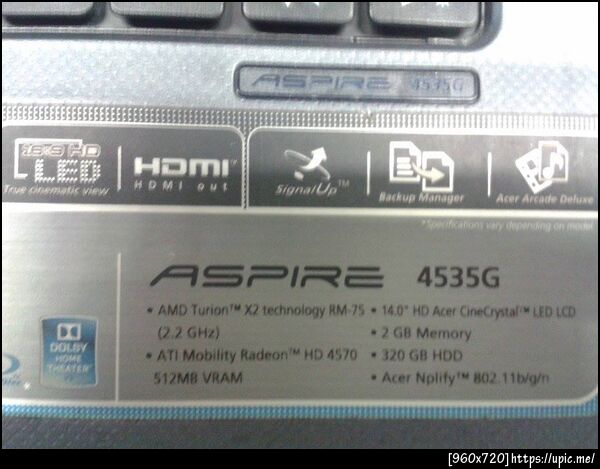 ASPIRE 4535G
16:9 HD
LED
True cinematic view
HDMI™
HDMI out
SignalUp™
Backup Manager
Acer Arcade Deluxe
*Specifications vary depending on model
ASPIRE 4535G
• AMD Turion™ X2 technology RM-75
(2.2 GHz)
• ATI Mobility Radeon™ HD 4570
512MB VRAM
• 14.0" HD Acer CineCrystal™ LED LCD
• 2 GB Memory
• 320 GB HDD
• Acer Nplify™ 802.11b/g/n
DOLBY
HOME
THEATER™
[960x720]https://upic.me/